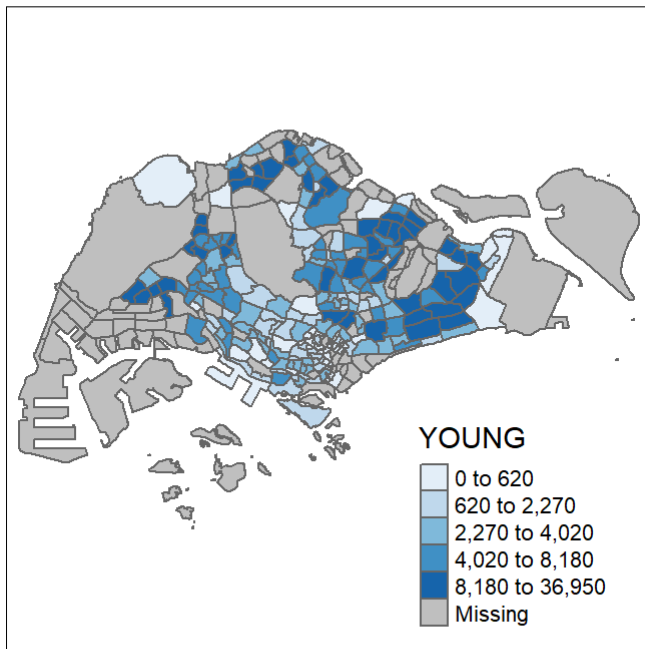 YOUNG
0 to 620
620 to 2,270
2,270 to 4,020
4,020 to 8,180
8,180 to 36,950
Missing